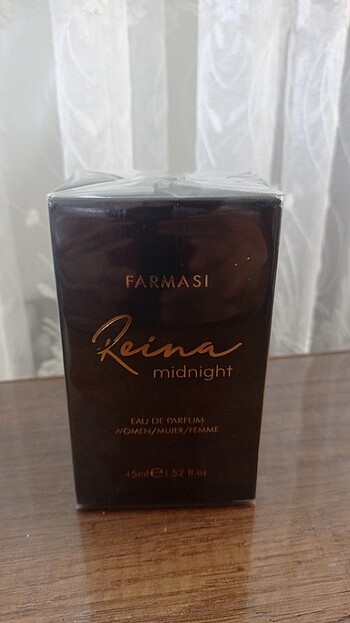 FARMASI
Reina
midnight
EAU DE PARFUM
WOMEN/MUJER/FEMME
45ml℮1.52 fl.oz